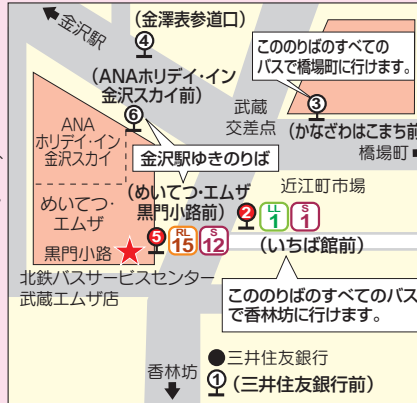 金沢駅
(金澤表参道口)
④
こののりばのすべての
バスで橋場町に行けます。
(ANAホリデイ・イン
金沢スカイ前)
⑥
武蔵
交差点
③
(かなざわはこまち前
橋場町
ANA
ホリデイ・イン
金沢スカイ
金沢駅ゆきのりば
めいてつ・
エムザ
(めいてつ・エムザ
黒門小路前)
近江町市場
2
LL
1
S
1
(いちば館前)
黒門小路
5
RL
15
S
12
北鉄バスサービスセンター
武蔵エムザ店
こののりばのすべてのバス
で香林坊に行けます。
三井住友銀行
香林坊
①
(三井住友銀行前)